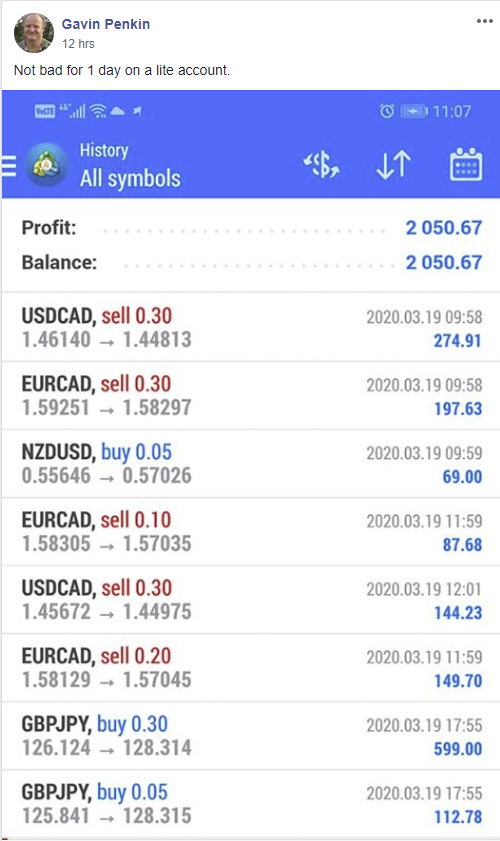 Gavin Penkin
12 hrs
Not bad for 1 day on a lite account.
VoLTE 4G+ 11:07
History
All symbols
Profit: 2 050.67
Balance: 2 050.67
USDCAD, sell 0.30 2020.03.19 09:58
1.46140 → 1.44813 274.91
EURCAD, sell 0.30 2020.03.19 09:58
1.59251 → 1.58297 197.63
NZDUSD, buy 0.05 2020.03.19 09:59
0.55646 → 0.57026 69.00
EURCAD, sell 0.10 2020.03.19 11:59
1.58305 → 1.57035 87.68
USDCAD, sell 0.30 2020.03.19 12:01
1.45672 → 1.44975 144.23
EURCAD, sell 0.20 2020.03.19 11:59
1.58129 → 1.57045 149.70
GBPJPY, buy 0.30 2020.03.19 17:55
126.124 → 128.314 599.00
GBPJPY, buy 0.05 2020.03.19 17:55
125.841 → 128.315 112.78